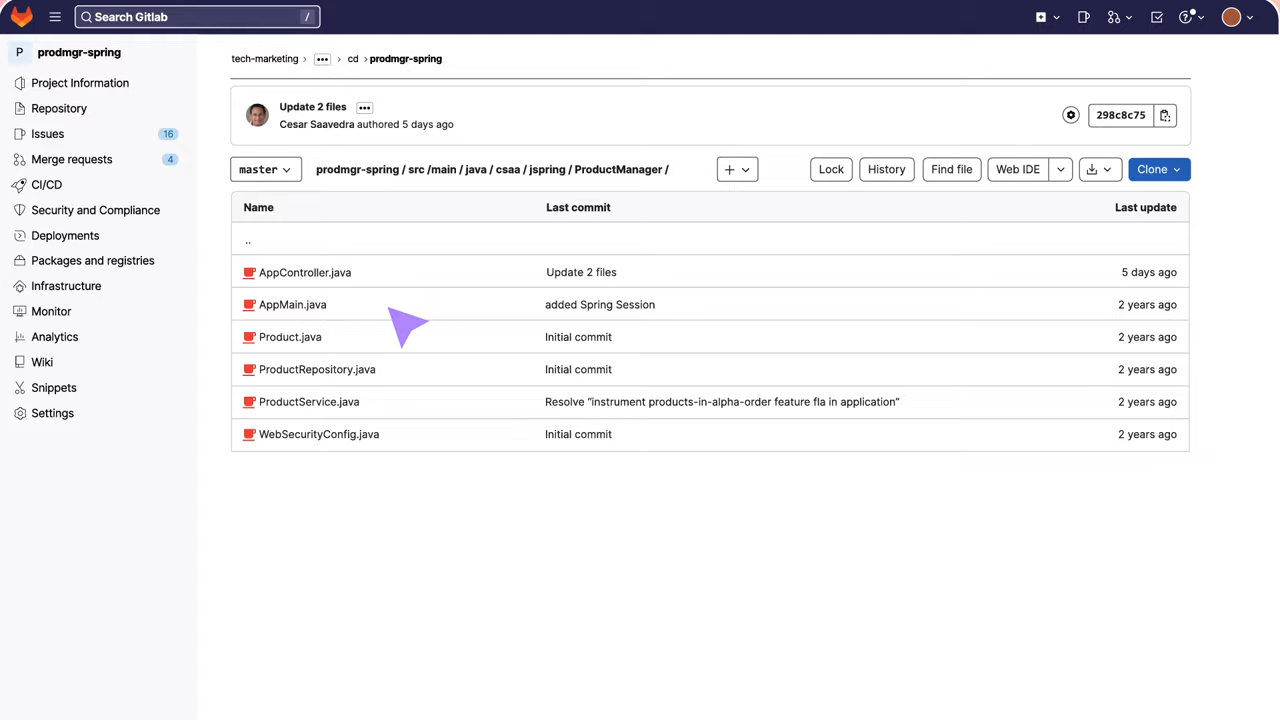 Search Gitlab /
P prodmgr-spring
Project Information
Repository
Issues 16
Merge requests 4
CI/CD
Security and Compliance
Deployments
Packages and registries
Infrastructure
Monitor
Analytics
Wiki
Snippets
Settings
tech-marketing > ••• > cd > prodmgr-spring
Update 2 files •••
Cesar Saavedra authored 5 days ago
298c8c75
master prodmgr-spring / src /main / java / csaa / jspring / ProductManager / + Lock History Find file Web IDE Clone
Name Last commit Last update
..
AppController.java Update 2 files 5 days ago
AppMain.java added Spring Session 2 years ago
Product.java Initial commit 2 years ago
ProductRepository.java Initial commit 2 years ago
ProductService.java Resolve “instrument products-in-alpha-order feature fla in application” 2 years ago
WebSecurityConfig.java Initial commit 2 years ago